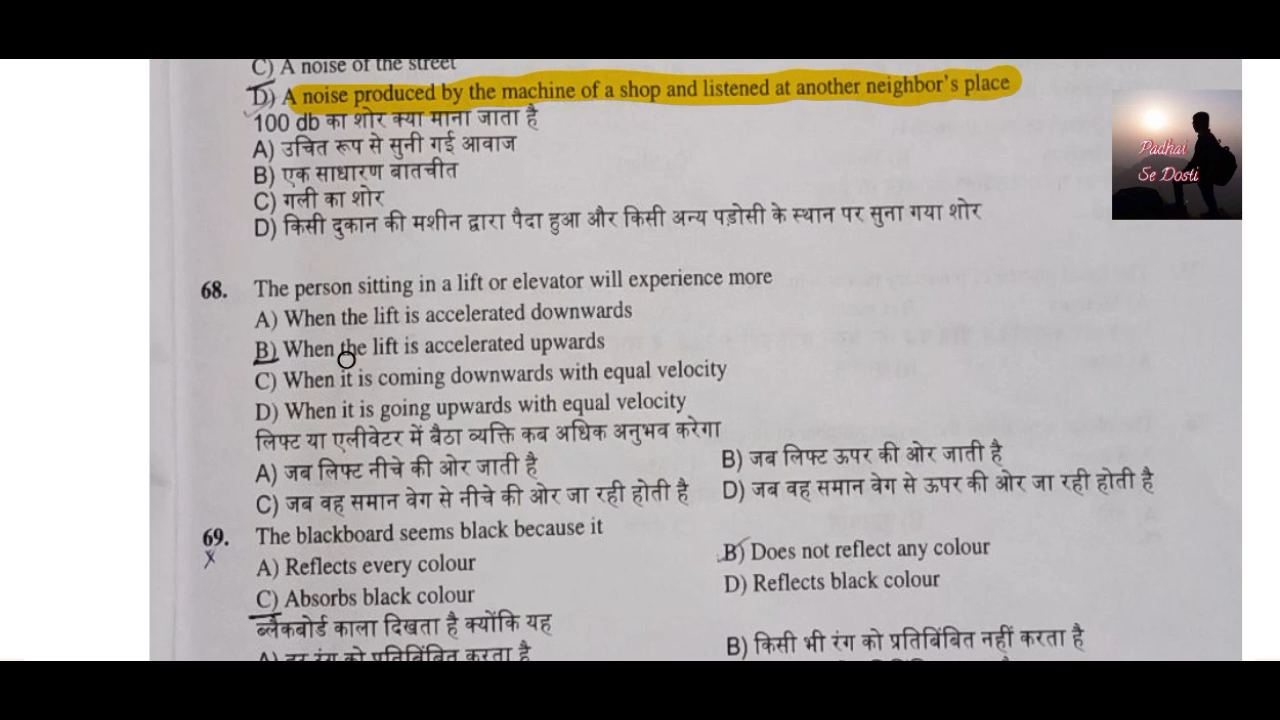 C) A noise of the street
D) A noise produced by the machine of a shop and listened at another neighbor's place
100 db का शोर क्या माना जाता है
A) उचित रूप से सुनी गई आवाज
B) एक साधारण बातचीत
C) गली का शोर
D) किसी दुकान की मशीन द्वारा पैदा हुआ और किसी अन्य पड़ोसी के स्थान पर सुना गया शोर
Padhai
Se Dosti
68. The person sitting in a lift or elevator will experience more
A) When the lift is accelerated downwards
B) When the lift is accelerated upwards
C) When it is coming downwards with equal velocity
D) When it is going upwards with equal velocity
लिफ्ट या एलीवेटर में बैठा व्यक्ति कब अधिक अनुभव करेगा
A) जब लिफ्ट नीचे की ओर जाती है B) जब लिफ्ट ऊपर की ओर जाती है
C) जब वह समान वेग से नीचे की ओर जा रही होती है D) जब वह समान वेग से ऊपर की ओर जा रही होती है
69. The blackboard seems black because it
A) Reflects every colour B) Does not reflect any colour
C) Absorbs black colour D) Reflects black colour
ब्लैकबोर्ड काला दिखता है क्योंकि यह
A) हर रंग को प्रतिबिंबित करता है B) किसी भी रंग को प्रतिबिंबित नहीं करता है